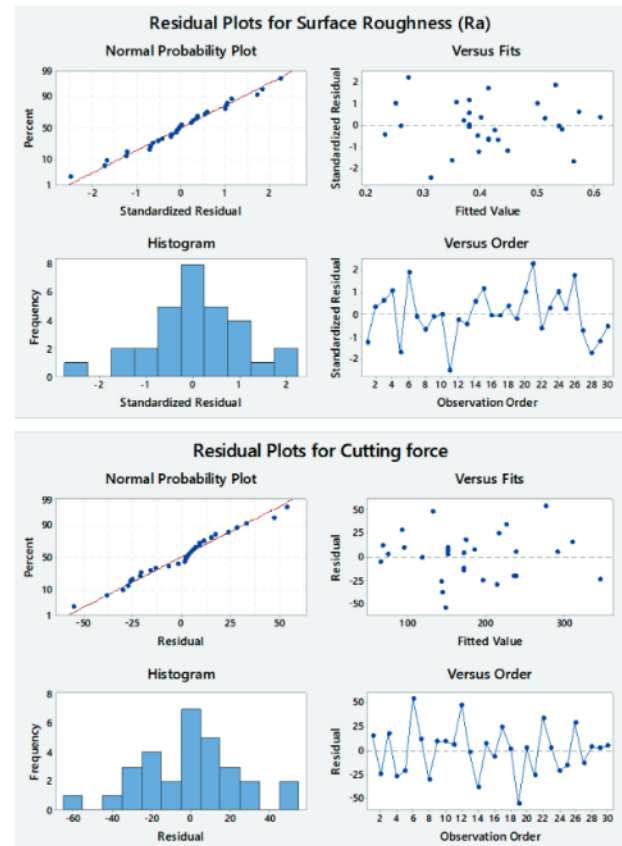 Residual Plots for Surface Roughness (Ra)
Normal Probability Plot
99
90
50
10
1
Percent
-2 -1 0 1 2
Standardized Residual
Versus Fits
2
1
0
-1
-2
Standardized Residual
0.2 0.3 0.4 0.5 0.6
Fitted Value
Histogram
8
6
4
2
0
Frequency
-2 -1 0 1 2
Standardized Residual
Versus Order
2
1
0
-1
-2
Standardized Residual
2 4 6 8 10 12 14 16 18 20 22 24 26 28 30
Observation Order
Residual Plots for Cutting force
Normal Probability Plot
99
90
50
10
1
Percent
-50 -25 0 25 50
Residual
Versus Fits
50
25
0
-25
-50
Residual
100 200 300
Fitted Value
Histogram
8
6
4
2
0
Frequency
-60 -40 -20 0 20 40
Residual
Versus Order
50
25
0
-25
-50
Residual
2 4 6 8 10 12 14 16 18 20 22 24 26 28 30
Observation Order